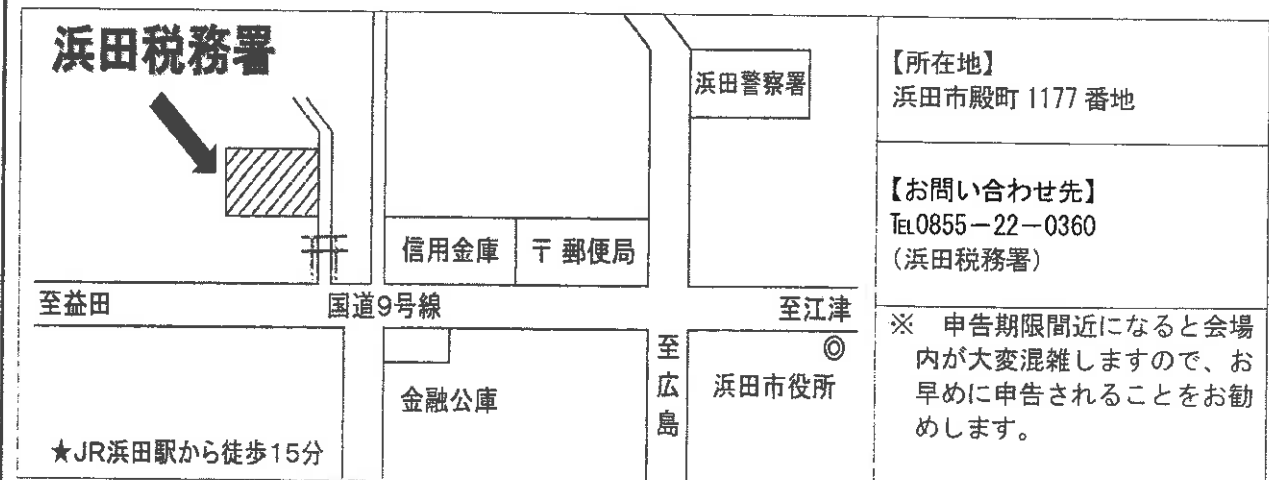 浜田税務署
浜田警察署
信用金庫
〒 郵便局
至益田
国道9号線
至江津
金融公庫
至広島
◎
浜田市役所
★JR浜田駅から徒歩15分
【所在地】
浜田市殿町 1177 番地
【お問い合わせ先】
℡0855－22－0360
(浜田税務署)
※ 申告期限間近になると会場
内が大変混雑しますので、お
早めに申告されることをお勧
めします。